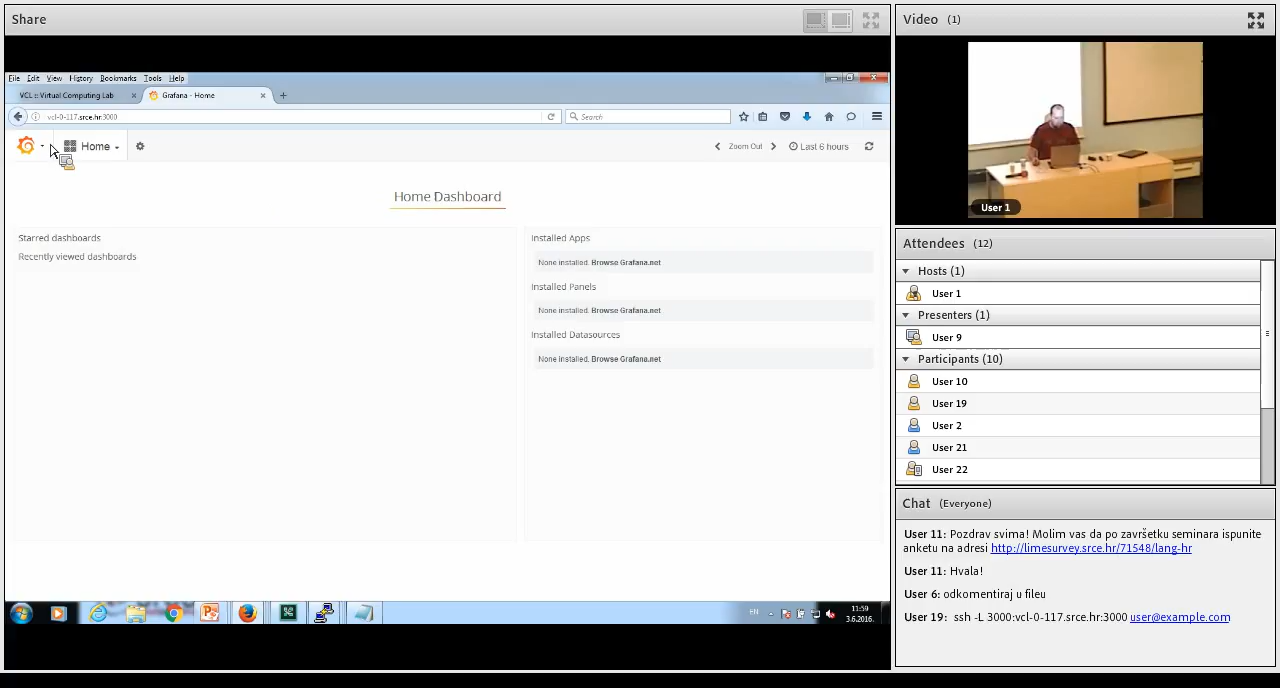 Share
File Edit View History Bookmarks Tools Help
VCL :: Virtual Computing Lab
Grafana - Home
vcl-0-117.srce.hr:3000
Search
Home
Zoom Out
Last 6 hours
Home Dashboard
Starred dashboards
Recently viewed dashboards
Installed Apps
None installed. Browse Grafana.net
Installed Panels
None installed. Browse Grafana.net
Installed Datasources
None installed. Browse Grafana.net
EN
11:59
3.6.2016.
Video (1)
User 1
Attendees (12)
Hosts (1)
User 1
Presenters (1)
User 9
Participants (10)
User 10
User 19
User 2
User 21
User 22
Chat (Everyone)
User 11: Pozdrav svima! Molim vas da po završetku seminara ispunite
anketu na adresi http://limesurvey.srce.hr/71548/lang-hr
User 11: Hvala!
User 6: odkomentiraj u fileu
User 19: ssh -L 3000:vcl-0-117.srce.hr:3000 user@example.com